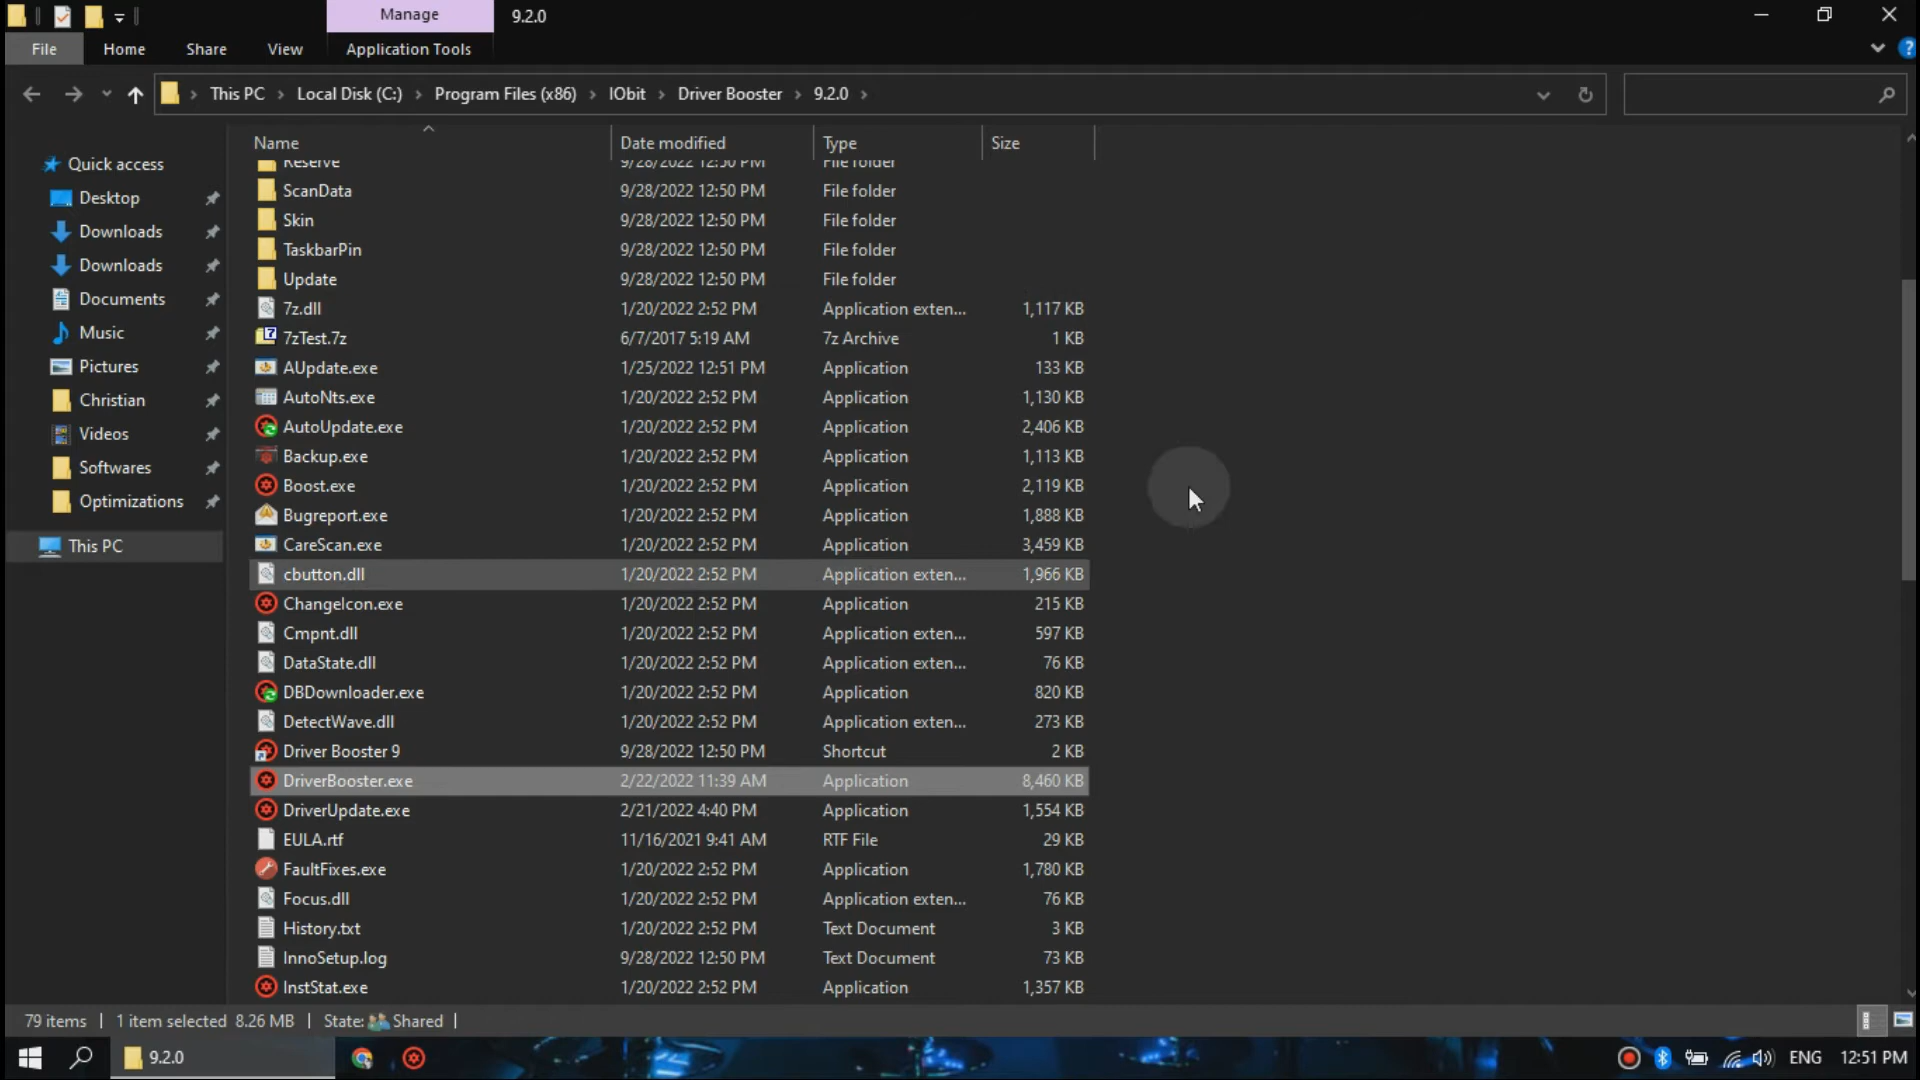 Manage
9.2.0
File
Home
Share
View
Application Tools
This PC
Local Disk (C:)
Program Files (x86)
IObit
Driver Booster
9.2.0
Name
Date modified
Type
Size
Quick access
Desktop
Downloads
Downloads
Documents
Music
Pictures
Christian
Videos
Softwares
Optimizations
This PC
Reserve 9/28/2022 12:50 PM File folder
ScanData 9/28/2022 12:50 PM File folder
Skin 9/28/2022 12:50 PM File folder
TaskbarPin 9/28/2022 12:50 PM File folder
Update 9/28/2022 12:50 PM File folder
7z.dll 1/20/2022 2:52 PM Application exten... 1,117 KB
7zTest.7z 6/7/2017 5:19 AM 7z Archive 1 KB
AUpdate.exe 1/25/2022 12:51 PM Application 133 KB
AutoNts.exe 1/20/2022 2:52 PM Application 1,130 KB
AutoUpdate.exe 1/20/2022 2:52 PM Application 2,406 KB
Backup.exe 1/20/2022 2:52 PM Application 1,113 KB
Boost.exe 1/20/2022 2:52 PM Application 2,119 KB
Bugreport.exe 1/20/2022 2:52 PM Application 1,888 KB
CareScan.exe 1/20/2022 2:52 PM Application 3,459 KB
cbutton.dll 1/20/2022 2:52 PM Application exten... 1,966 KB
ChangeIcon.exe 1/20/2022 2:52 PM Application 215 KB
Cmpnt.dll 1/20/2022 2:52 PM Application exten... 597 KB
DataState.dll 1/20/2022 2:52 PM Application exten... 76 KB
DBDownloader.exe 1/20/2022 2:52 PM Application 820 KB
DetectWave.dll 1/20/2022 2:52 PM Application exten... 273 KB
Driver Booster 9 9/28/2022 12:50 PM Shortcut 2 KB
DriverBooster.exe 2/22/2022 11:39 AM Application 8,460 KB
DriverUpdate.exe 2/21/2022 4:40 PM Application 1,554 KB
EULA.rtf 11/16/2021 9:41 AM RTF File 29 KB
FaultFixes.exe 1/20/2022 2:52 PM Application 1,780 KB
Focus.dll 1/20/2022 2:52 PM Application exten... 76 KB
History.txt 1/20/2022 2:52 PM Text Document 3 KB
InnoSetup.log 9/28/2022 12:50 PM Text Document 73 KB
InstStat.exe 1/20/2022 2:52 PM Application 1,357 KB
79 items 1 item selected 8.26 MB State: Shared
9.2.0
ENG
12:51 PM